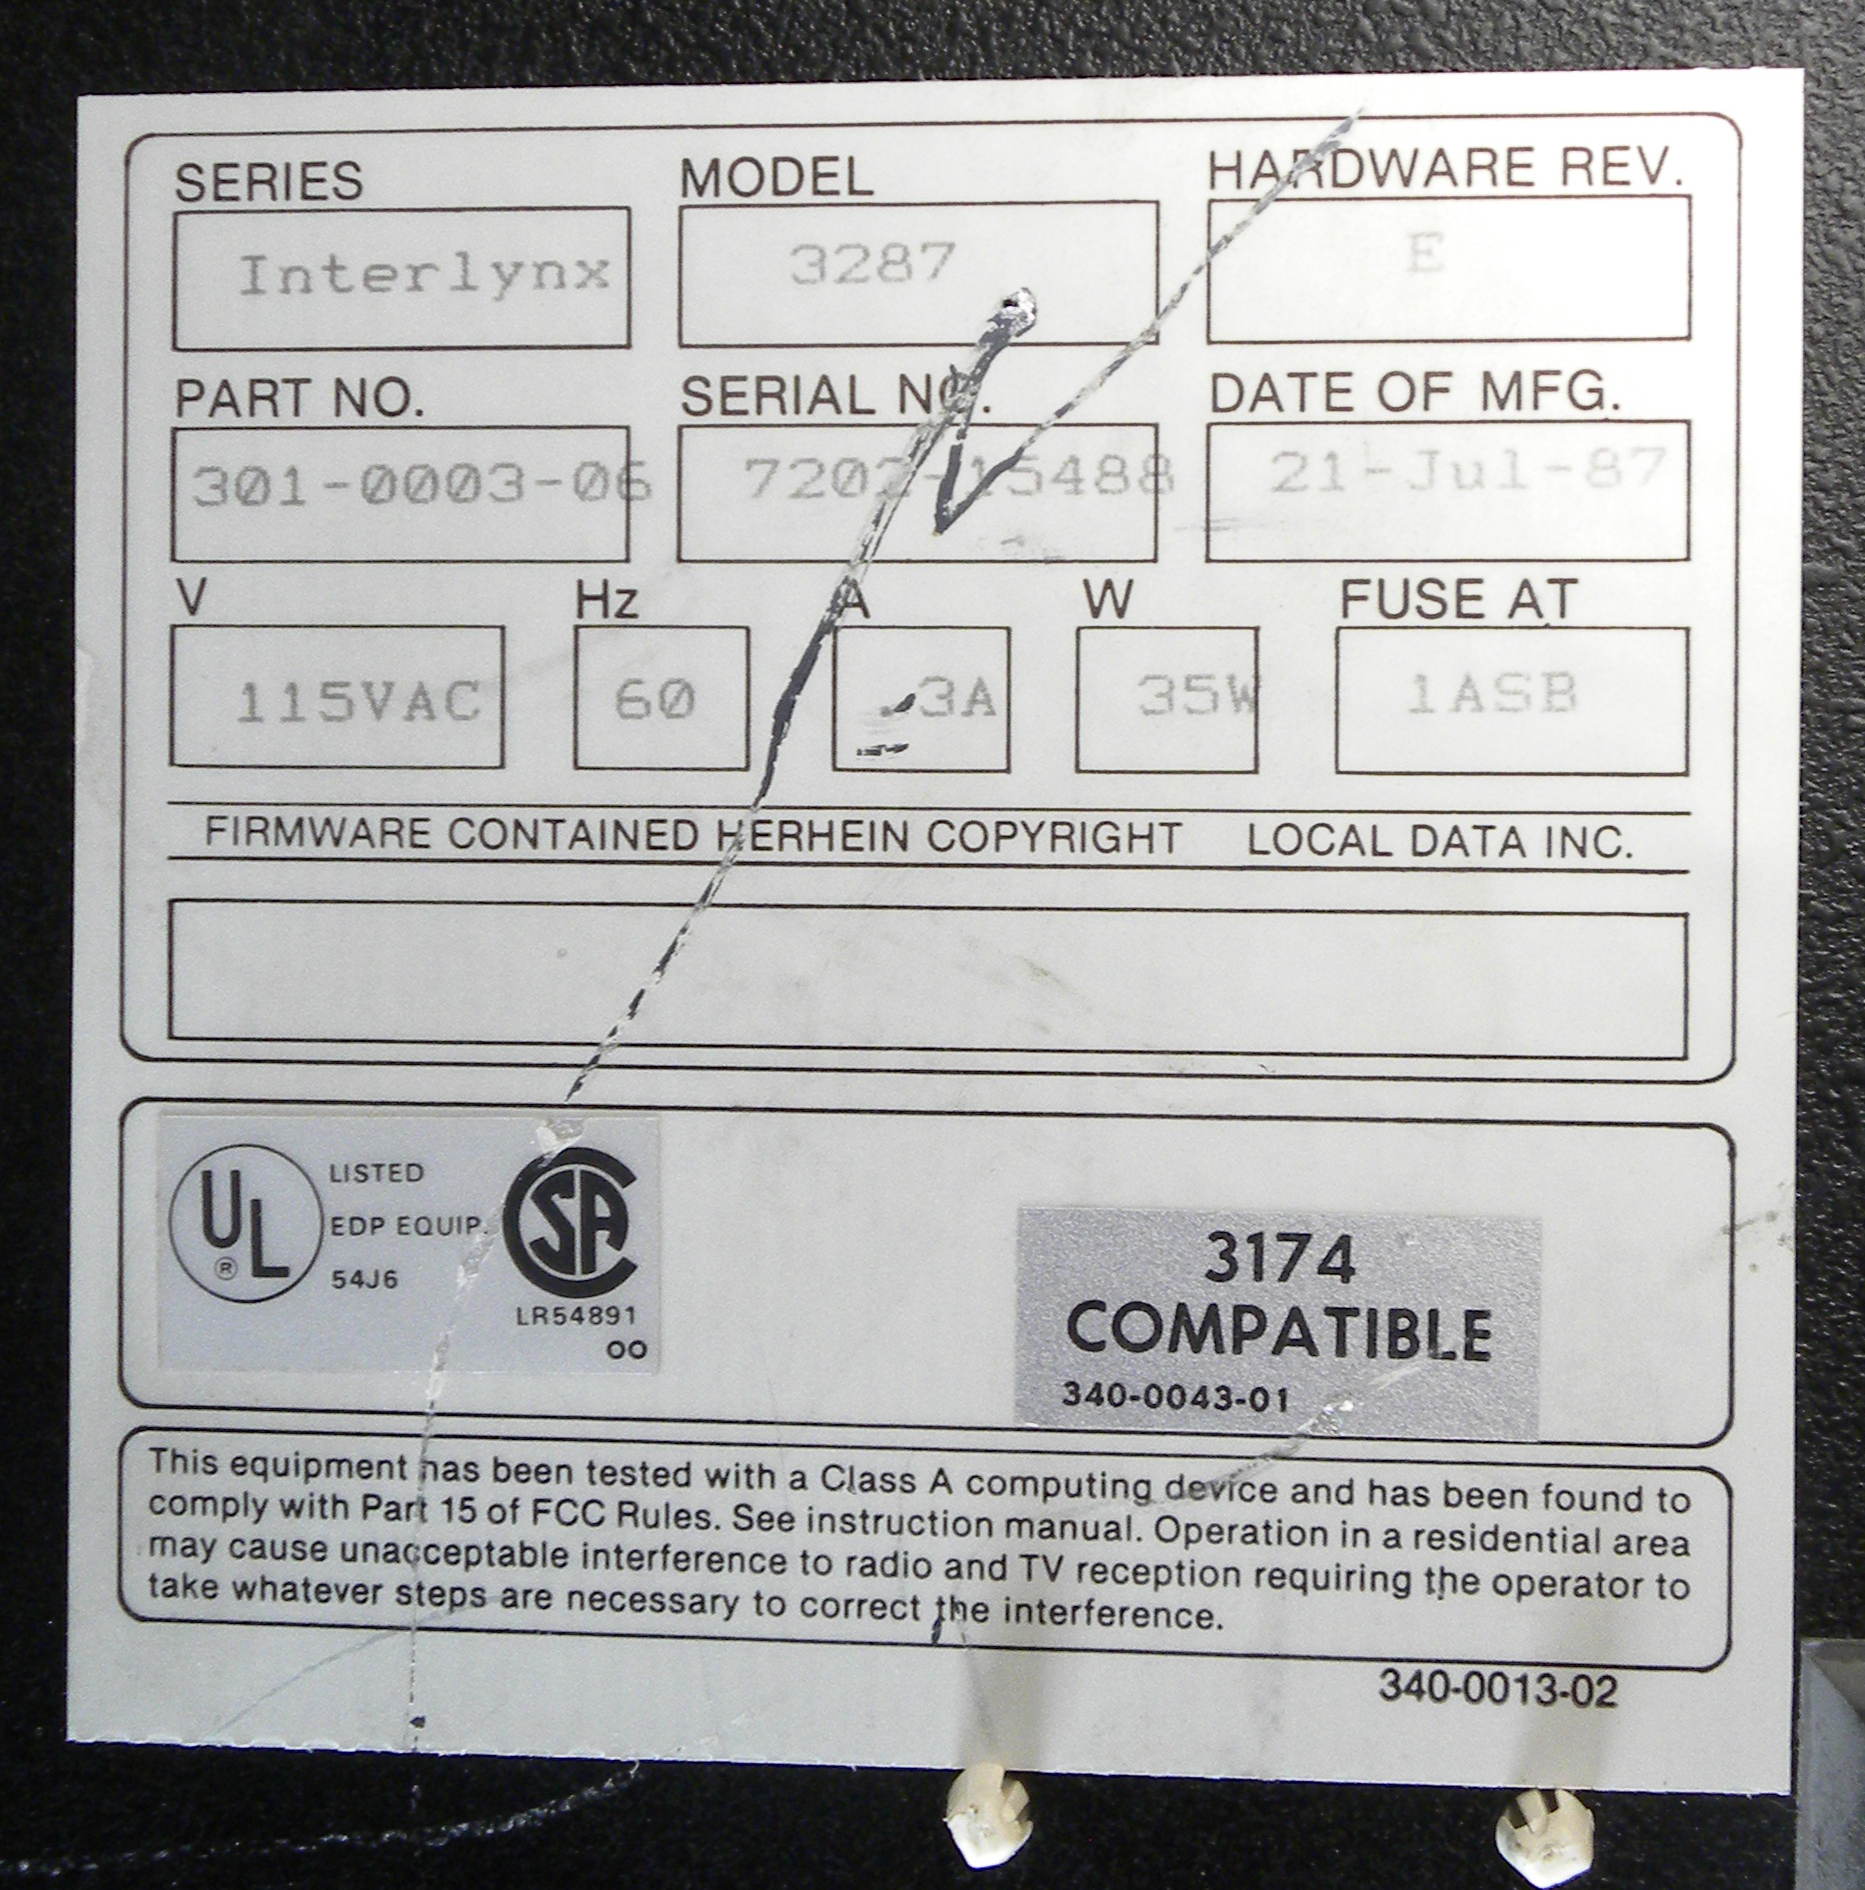 SERIES MODEL HARDWARE REV.
Interlynx 3287 E
PART NO. SERIAL NO. DATE OF MFG.
301-0003-06 7202-15488 21-Jul-87
V Hz A W FUSE AT
115VAC 60 .3A 35W 1ASB
FIRMWARE CONTAINED HERHEIN COPYRIGHT LOCAL DATA INC.
UL ®
LISTED
EDP EQUIP.
54J6
CSA
LR54891
00
3174
COMPATIBLE
340-0043-01
This equipment has been tested with a Class A computing device and has been found to
comply with Part 15 of FCC Rules. See instruction manual. Operation in a residential area
may cause unacceptable interference to radio and TV reception requiring the operator to
take whatever steps are necessary to correct the interference.
340-0013-02